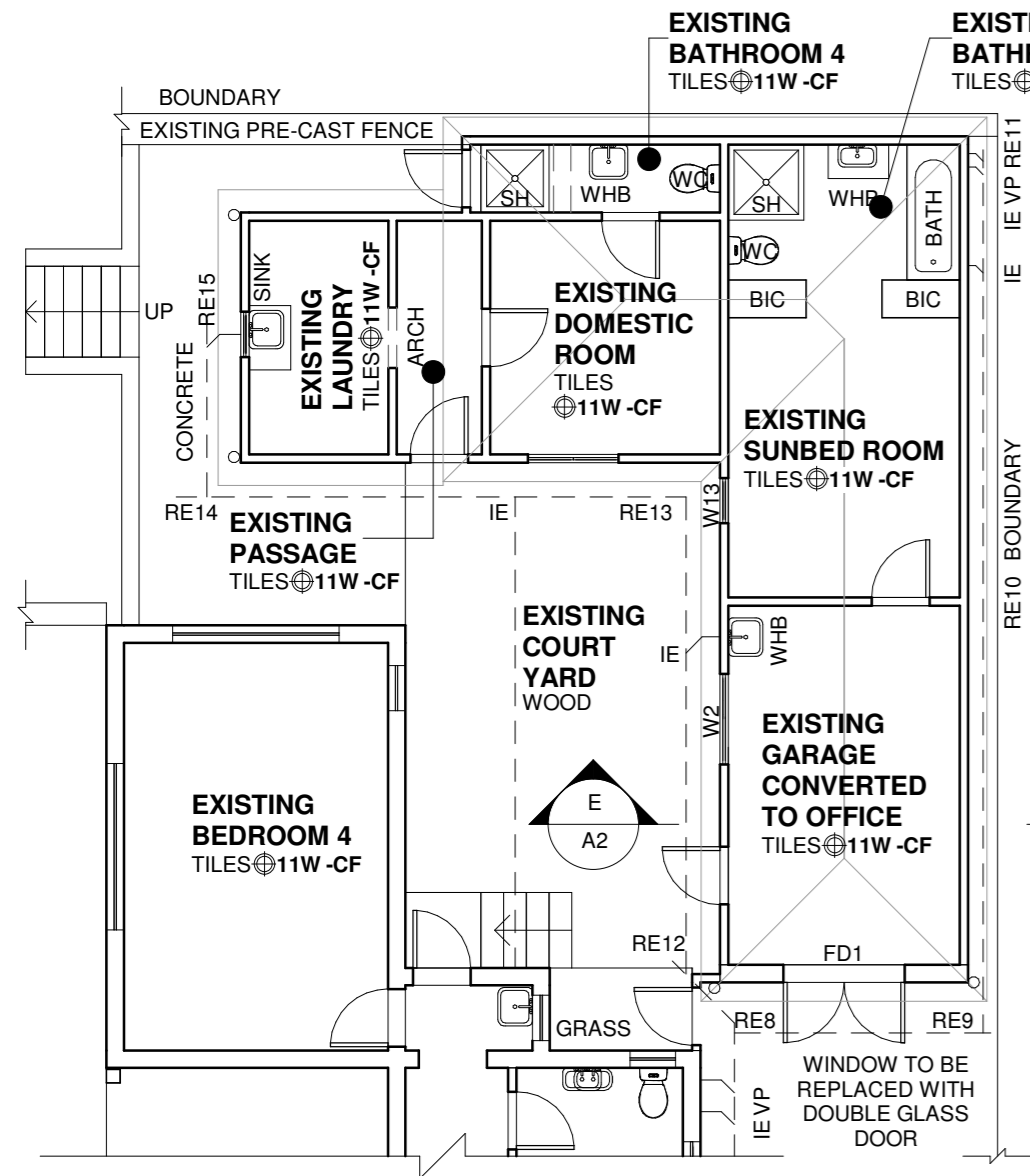 EXISTING
BATHROOM 4
TILES 11W -CF
TILES
BOUNDARY
EXISTING PRE-CAST FENCE
SH
WHB
WC
SH
WHB
BATH
WC
BIC
BIC
IE VP RE11
IE
UP
RE15
SINK
CONCRETE
EXISTING
LAUNDRY
TILES 11W -CF
ARCH
EXISTING
DOMESTIC
ROOM
TILES
11W -CF
EXISTING
SUNBED ROOM
TILES 11W -CF
RE10 BOUNDARY
RE14
EXISTING
PASSAGE
TILES 11W -CF
IE
RE13
W13
EXISTING
COURT
YARD
WOOD
IE
WHB
W2
EXISTING
GARAGE
CONVERTED
TO OFFICE
TILES 11W -CF
E
A2
EXISTING
BEDROOM 4
TILES 11W -CF
RE12
FD1
GRASS
RE8
RE9
IE VP
WINDOW TO BE
REPLACED WITH
DOUBLE GLASS
DOOR